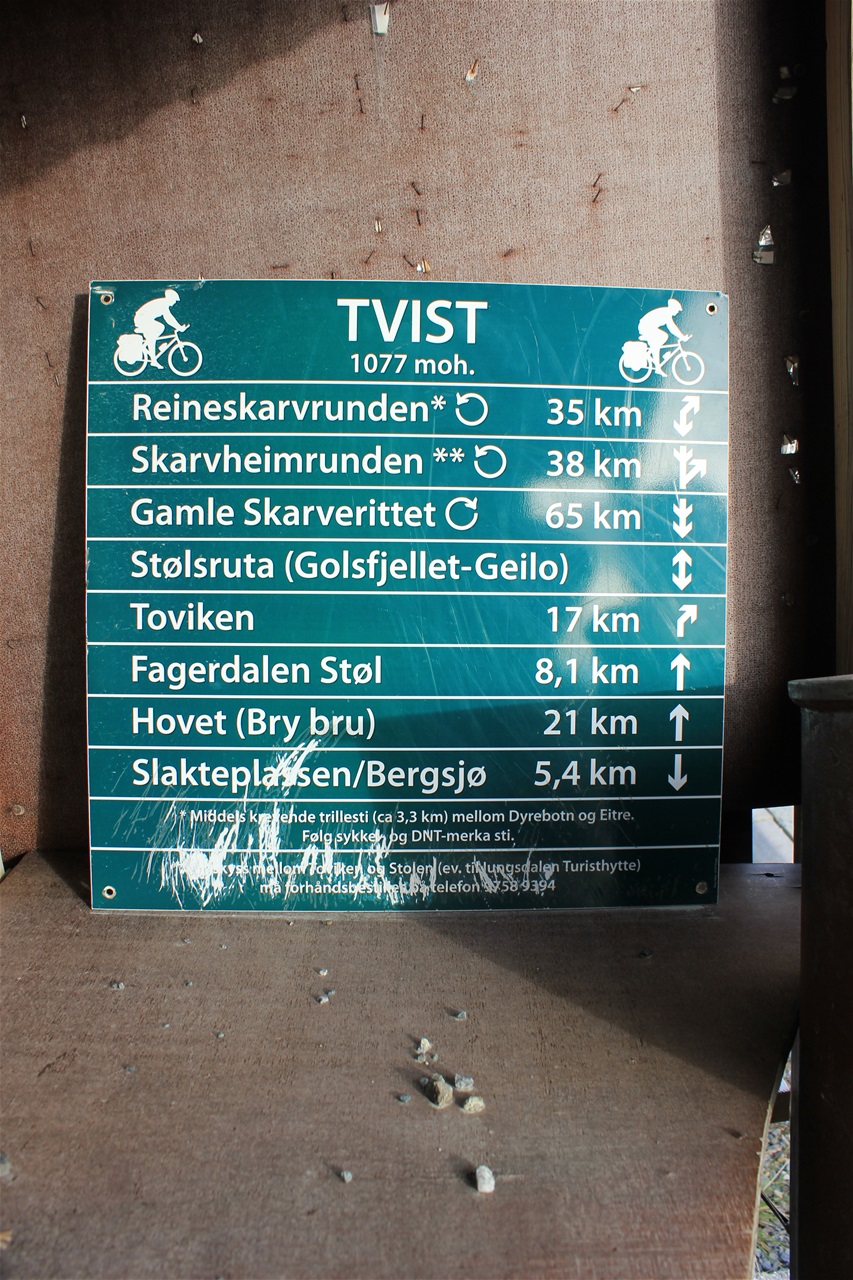 TVIST
1077 moh.
Reineskarvrunden* 35 km
Skarvheimrunden ** 38 km
Gamle Skarverittet 65 km
Stølsruta (Golsfjellet-Geilo)
Toviken 17 km
Fagerdalen Støl 8,1 km
Hovet (Bry bru) 21 km
Slakteplassen/Bergsjø 5,4 km
* Middels krevende trillesti (ca 3,3 km) mellom Dyrebotn og Eitre.
Følg sykkel- og DNT-merka sti.
mellom Toviken og Stolen (ev. til Iungsdalen Turisthytte)
må forhåndsbestilles på telefon